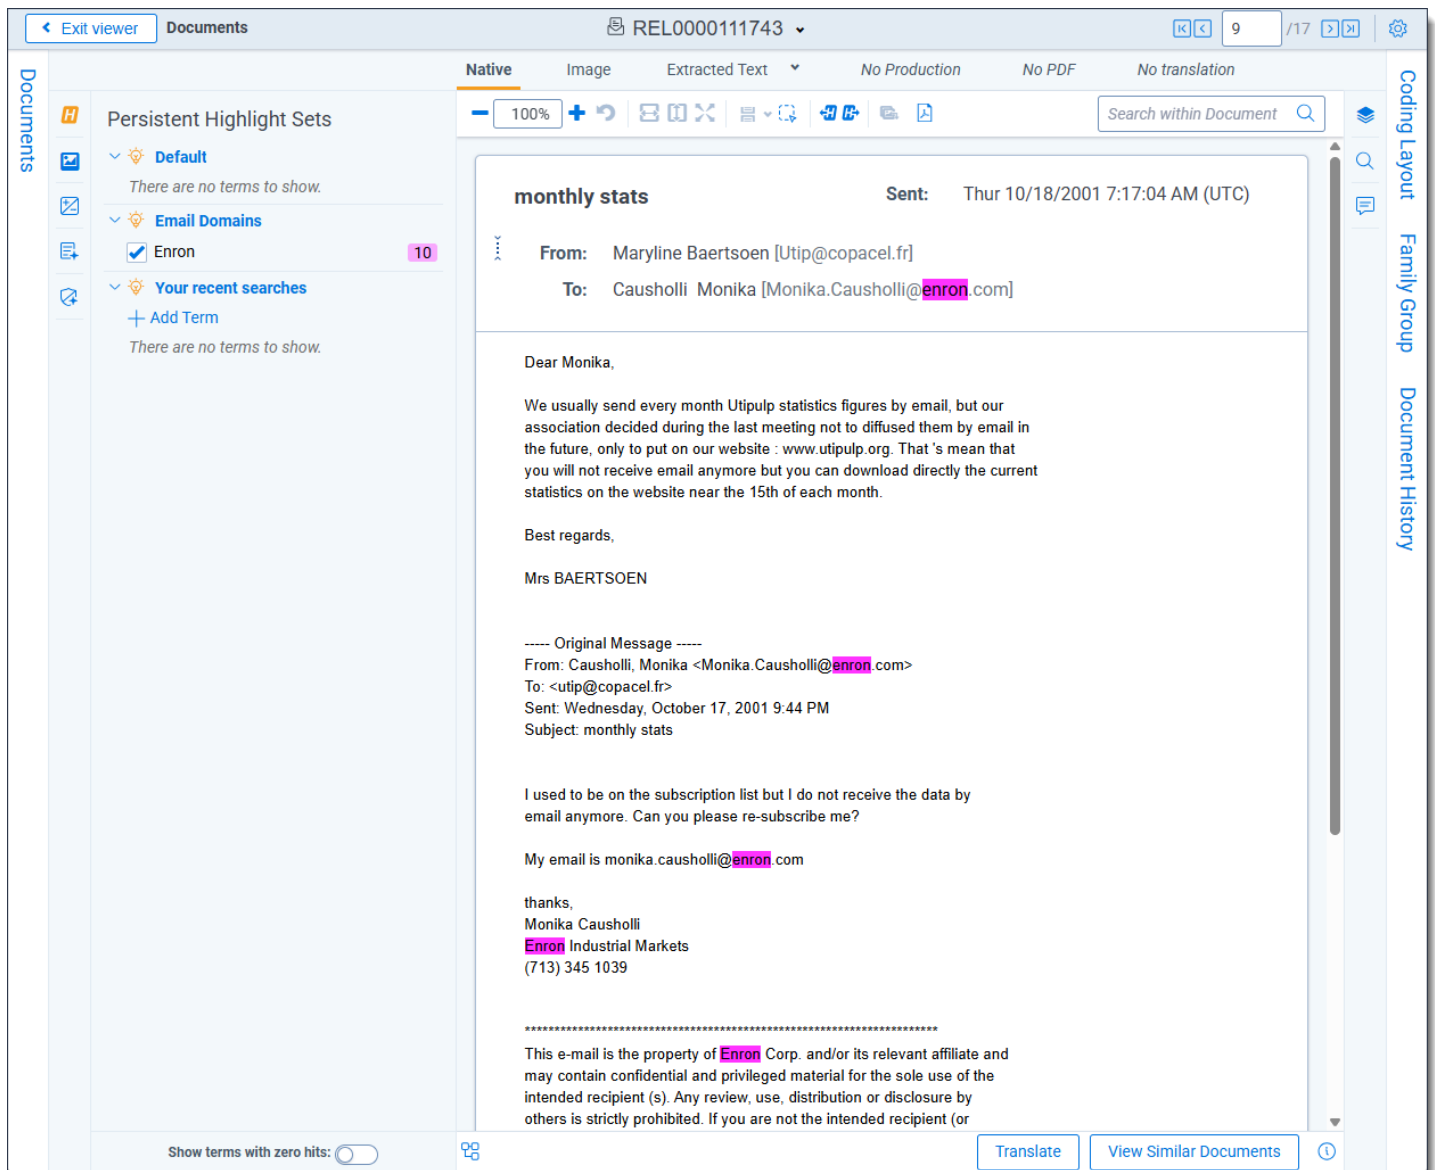 Exit viewer
Documents
REL0000111743
9 /17
Documents
Native
Image
Extracted Text
No Production
No PDF
No translation
Persistent Highlight Sets
Default
There are no terms to show.
Email Domains
Enron 10
Your recent searches
Add Term
There are no terms to show.
Show terms with zero hits:
100%
Search within Document
monthly stats
Sent: Thur 10/18/2001 7:17:04 AM (UTC)
From: Maryline Baertsoen [Utip@copacel.fr]
To: Causholli Monika [Monika.Causholli@enron.com]
Dear Monika,
We usually send every month Utipulp statistics figures by email, but our
association decided during the last meeting not to diffused them by email in
the future, only to put on our website : www.utipulp.org. That 's mean that
you will not receive email anymore but you can download directly the current
statistics on the website near the 15th of each month.
Best regards,
Mrs BAERTSOEN
----- Original Message -----
From: Causholli, Monika <Monika.Causholli@enron.com>
To: <utip@copacel.fr>
Sent: Wednesday, October 17, 2001 9:44 PM
Subject: monthly stats
I used to be on the subscription list but I do not receive the data by
email anymore. Can you please re-subscribe me?
My email is monika.causholli@enron.com
thanks,
Monika Causholli
Enron Industrial Markets
(713) 345 1039
**********************************************************************
This e-mail is the property of Enron Corp. and/or its relevant affiliate and
may contain confidential and privileged material for the sole use of the
intended recipient (s). Any review, use, distribution or disclosure by
others is strictly prohibited. If you are not the intended recipient (or
Translate
View Similar Documents
Coding Layout
Family Group
Document History